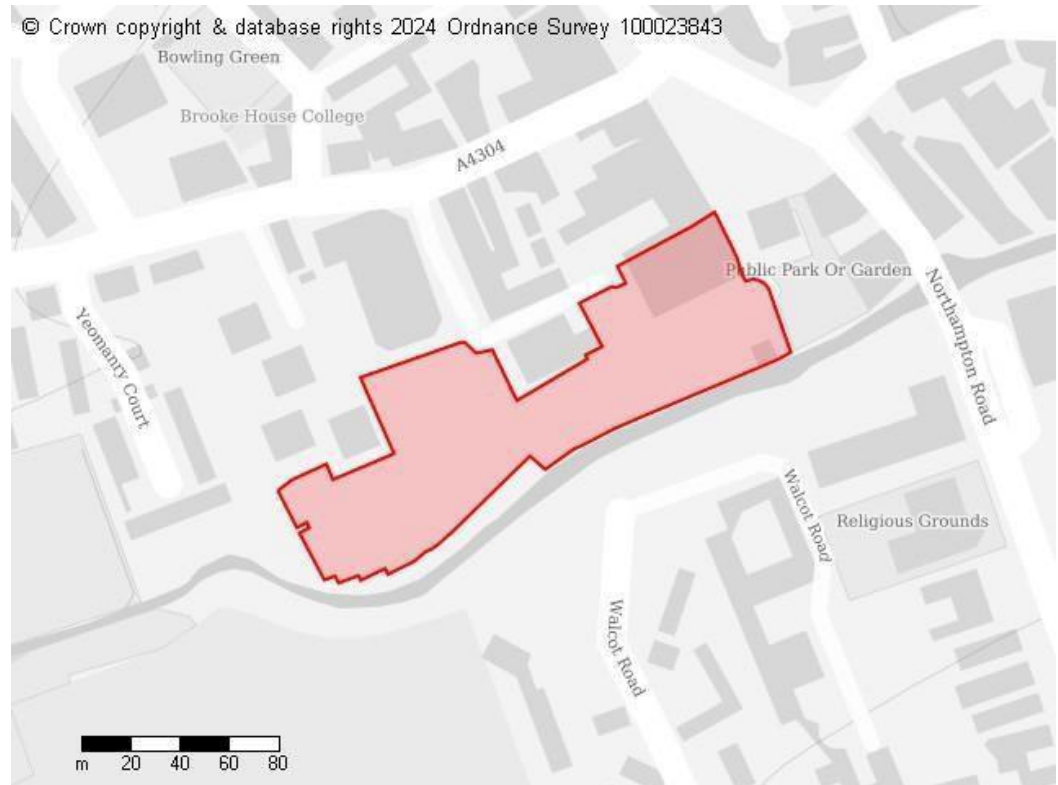 © Crown copyright & database rights 2024 Ordnance Survey 100023843
Bowling Green
Brooke House College
A4304
Public Park Or Garden
Northampton Road
Yeomanry Court
Walcot Road
Religious Grounds
Walcot Road
m 20 40 60 80